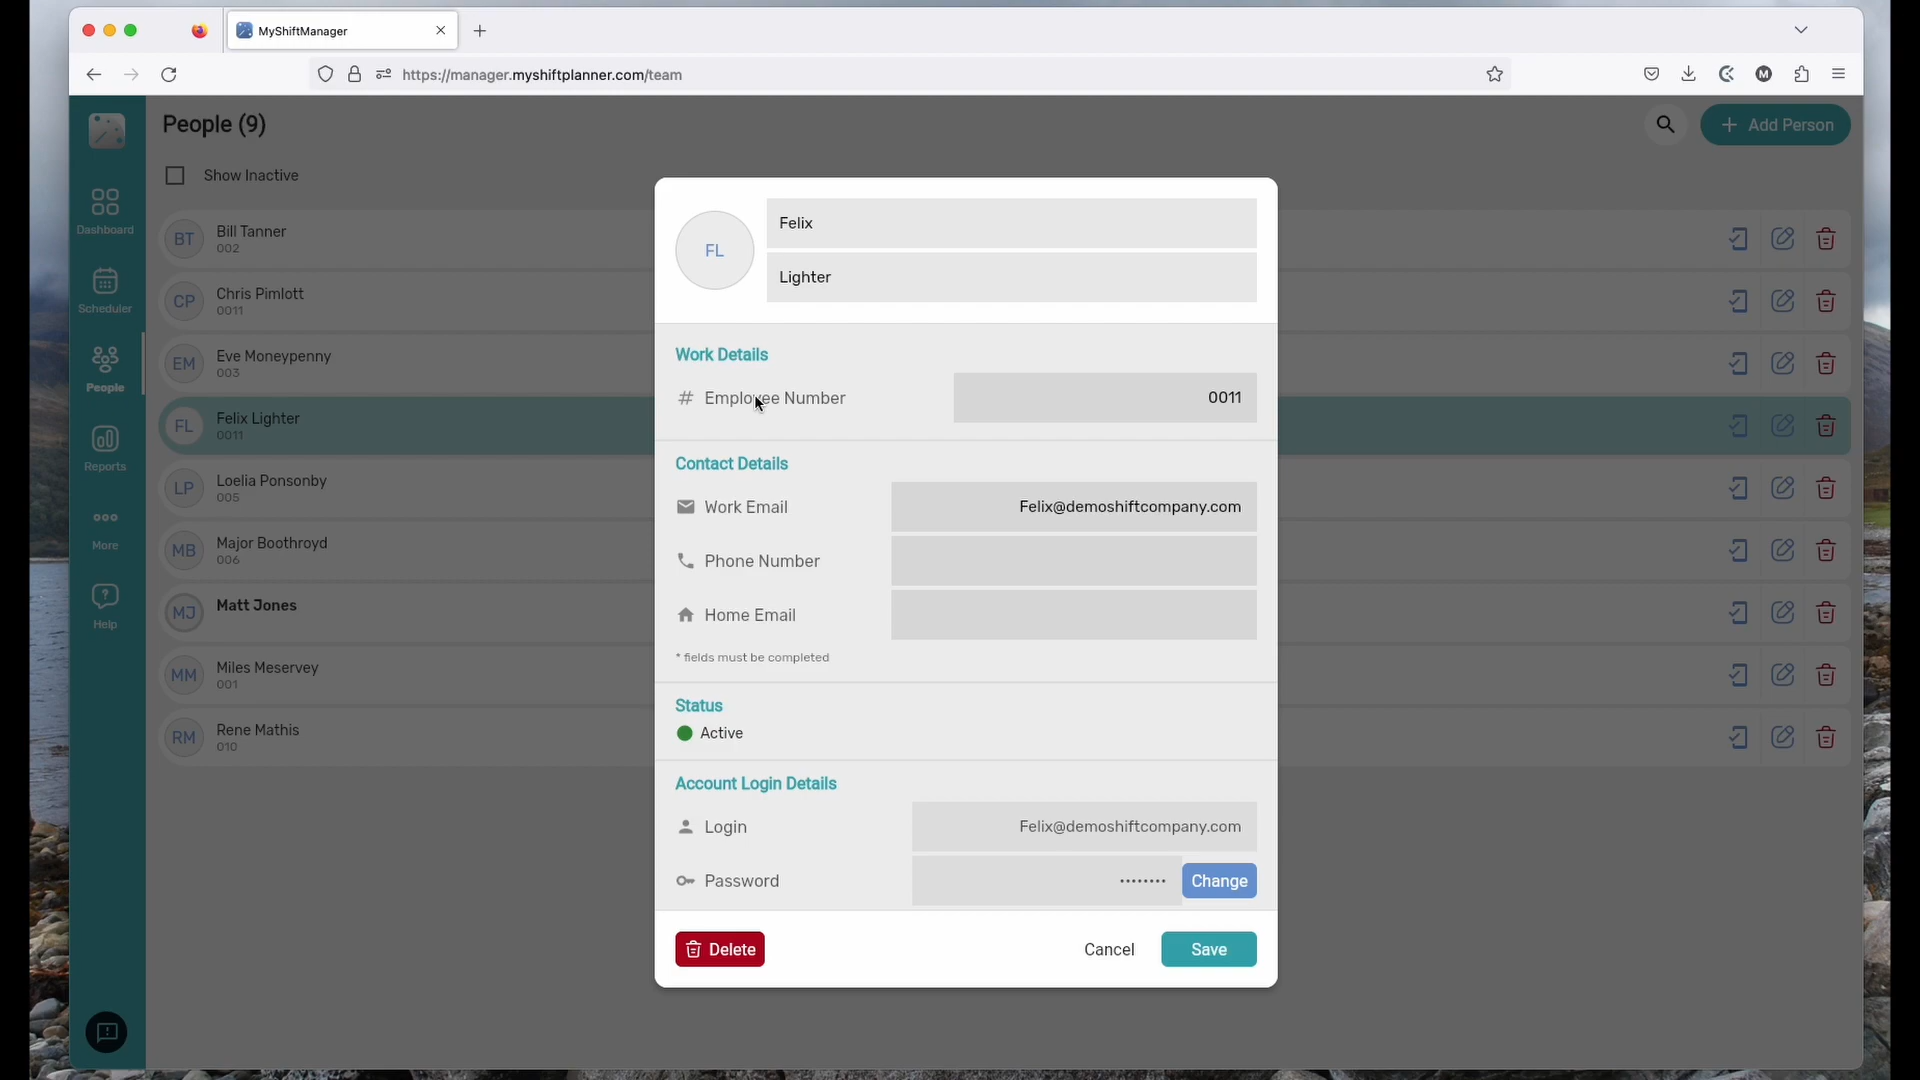 MyShiftManager
https://manager.myshiftplanner.com/team
M
People (9)
Add Person
Show Inactive
Dashboard
Scheduler
People
Reports
More
Help
BT
Bill Tanner
002
CP
Chris Pimlott
0011
EM
Eve Moneypenny
003
FL
Felix Lighter
0011
LP
Loelia Ponsonby
005
MB
Major Boothroyd
006
MJ
Matt Jones
MM
Miles Meservey
001
RM
Rene Mathis
010
FL
Felix
Lighter
Work Details
# Employee Number 0011
Contact Details
Work Email Felix@demoshiftcompany.com
Phone Number
Home Email
* fields must be completed
Status
Active
Account Login Details
Login Felix@demoshiftcompany.com
Password ········ Change
Delete Cancel Save